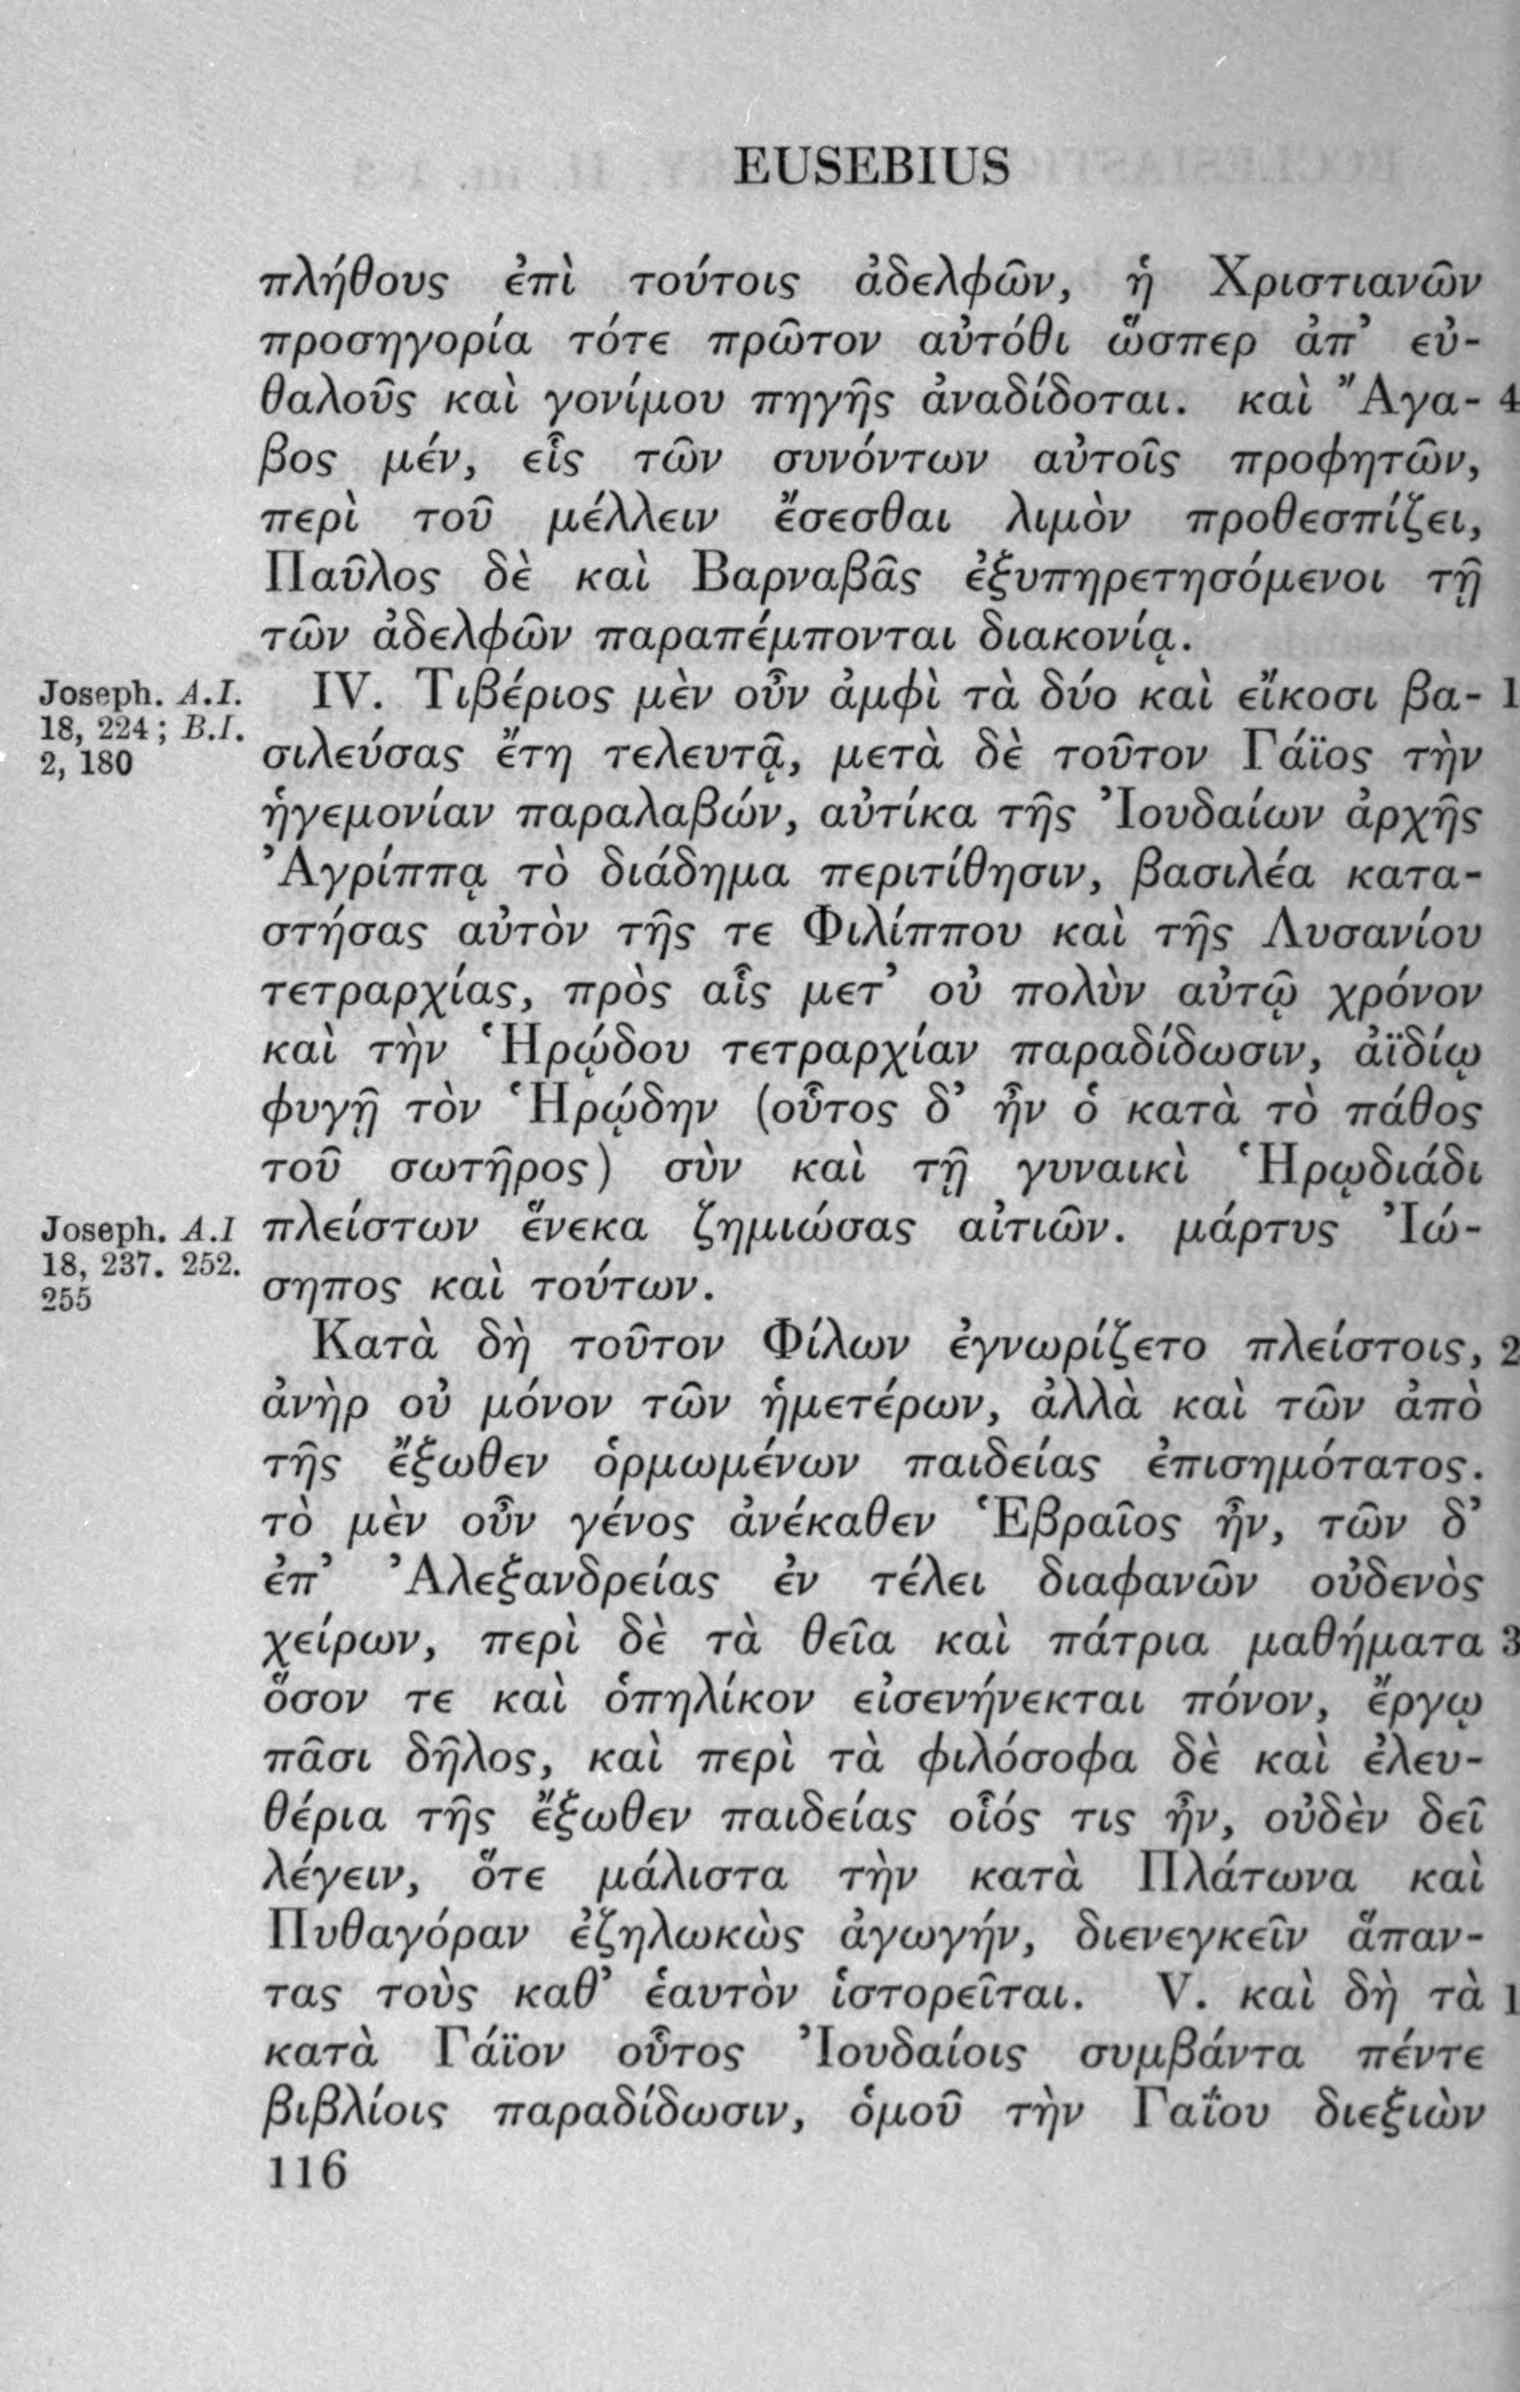 EUSEBIUS
πλήθους ἐπὶ τούτοις ἀδελφῶν, ἡ Χριστιανῶν
προσηγορία τότε πρῶτον αὐτόθι ὥσπερ ἀπ’ εὐ-
θαλοῦς καὶ γονίμου πηγῆς ἀναδίδοται. καὶ Ἄγα- 4
βος μέν, εἷς τῶν συνόντων αὐτοῖς προφητῶν,
περὶ τοῦ μέλλειν ἔσεσθαι λιμὸν προθεσπίζει,
Παῦλος δὲ καὶ Βαρναβᾶς ἐξυπηρετησόμενοι τῇ
τῶν ἀδελφῶν παραπέμπονται διακονίᾳ.
Joseph. A.I.
18, 224; B.I.
2, 180
IV. Τιβέριος μὲν οὖν ἀμφὶ τὰ δύο καὶ εἴκοσι βα- 1
σιλεύσας ἔτη τελευτᾷ, μετὰ δὲ τοῦτον Γάϊος τὴν
ἡγεμονίαν παραλαβών, αὐτίκα τῆς Ἰουδαίων ἀρχῆς
Ἀγρίππᾳ τὸ διάδημα περιτίθησιν, βασιλέα κατα-
στήσας αὐτὸν τῆς τε Φιλίππου καὶ τῆς Λυσανίου
τετραρχίας, πρὸς αἷς μετ’ οὐ πολὺν αὐτῷ χρόνον
καὶ τὴν Ἡρῴδου τετραρχίαν παραδίδωσιν, ἀϊδίῳ
φυγῇ τὸν Ἡρῴδην (οὗτος δ’ ἦν ὁ κατὰ τὸ πάθος
τοῦ σωτῆρος) σὺν καὶ τῇ γυναικὶ Ἡρῳδιάδι
Joseph. A.I
18, 237. 252.
255
πλείστων ἕνεκα ζημιώσας αἰτιῶν. μάρτυς Ἰώ-
σηπος καὶ τούτων.
Κατὰ δὴ τοῦτον Φίλων ἐγνωρίζετο πλείστοις, 2
ἀνὴρ οὐ μόνον τῶν ἡμετέρων, ἀλλὰ καὶ τῶν ἀπὸ
τῆς ἔξωθεν ὁρμωμένων παιδείας ἐπισημότατος.
τὸ μὲν οὖν γένος ἀνέκαθεν Ἑβραῖος ἦν, τῶν δ’
ἐπ’ Ἀλεξανδρείας ἐν τέλει διαφανῶν οὐδενὸς
χείρων, περὶ δὲ τὰ θεῖα καὶ πάτρια μαθήματα 3
ὅσον τε καὶ ὁπηλίκον εἰσενήνεκται πόνον, ἔργῳ
πᾶσι δῆλος, καὶ περὶ τὰ φιλόσοφα δὲ καὶ ἐλευ-
θέρια τῆς ἔξωθεν παιδείας οἷός τις ἦν, οὐδὲν δεῖ
λέγειν, ὅτε μάλιστα τὴν κατὰ Πλάτωνα καὶ
Πυθαγόραν ἐζηλωκὼς ἀγωγήν, διενεγκεῖν ἅπαν-
τας τοὺς καθ’ ἑαυτὸν ἱστορεῖται. V. καὶ δὴ τὰ 1
κατὰ Γάϊον οὗτος Ἰουδαίοις συμβάντα πέντε
βιβλίοις παραδίδωσιν, ὁμοῦ τὴν Γαΐου διεξιὼν
116